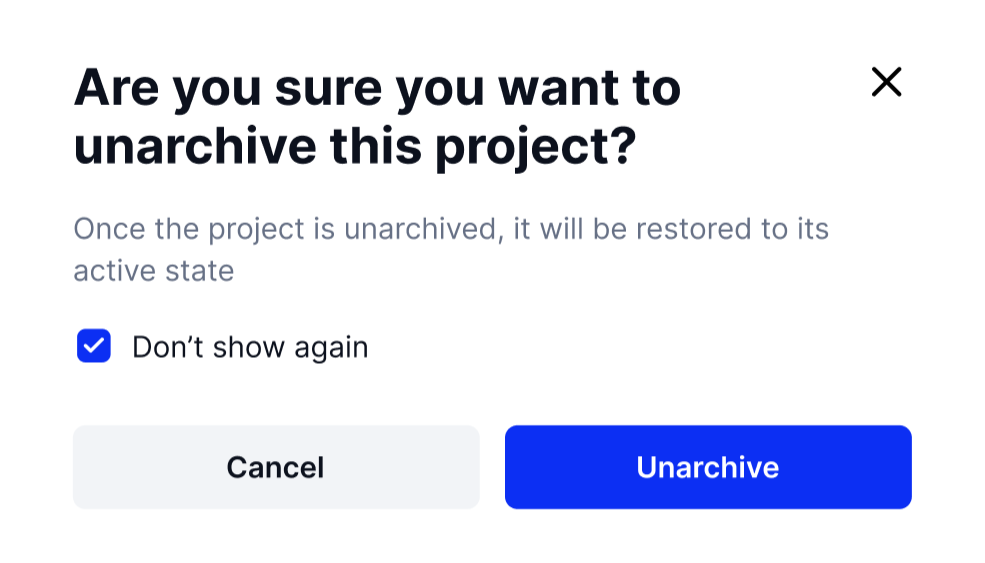 Are you sure you want to
unarchive this project?
Once the project is unarchived, it will be restored to its
active state
Don’t show again
Cancel
Unarchive